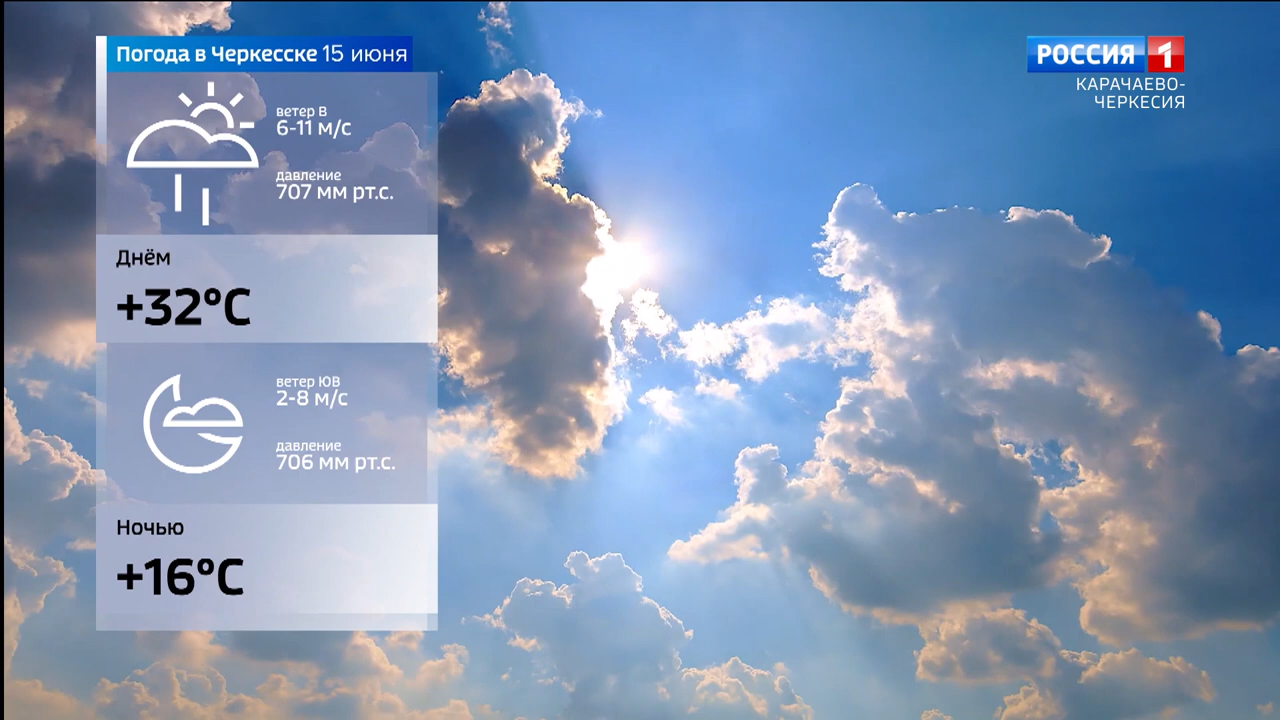 Погода в Черкесске 15 июня
РОССИЯ 1
КАРАЧАЕВО-
ЧЕРКЕСИЯ
ветер В
6-11 м/с
давление
707 мм рт.с.
Днём
+32°C
ветер ЮВ
2-8 м/с
давление
706 мм рт.с.
Ночью
+16°C